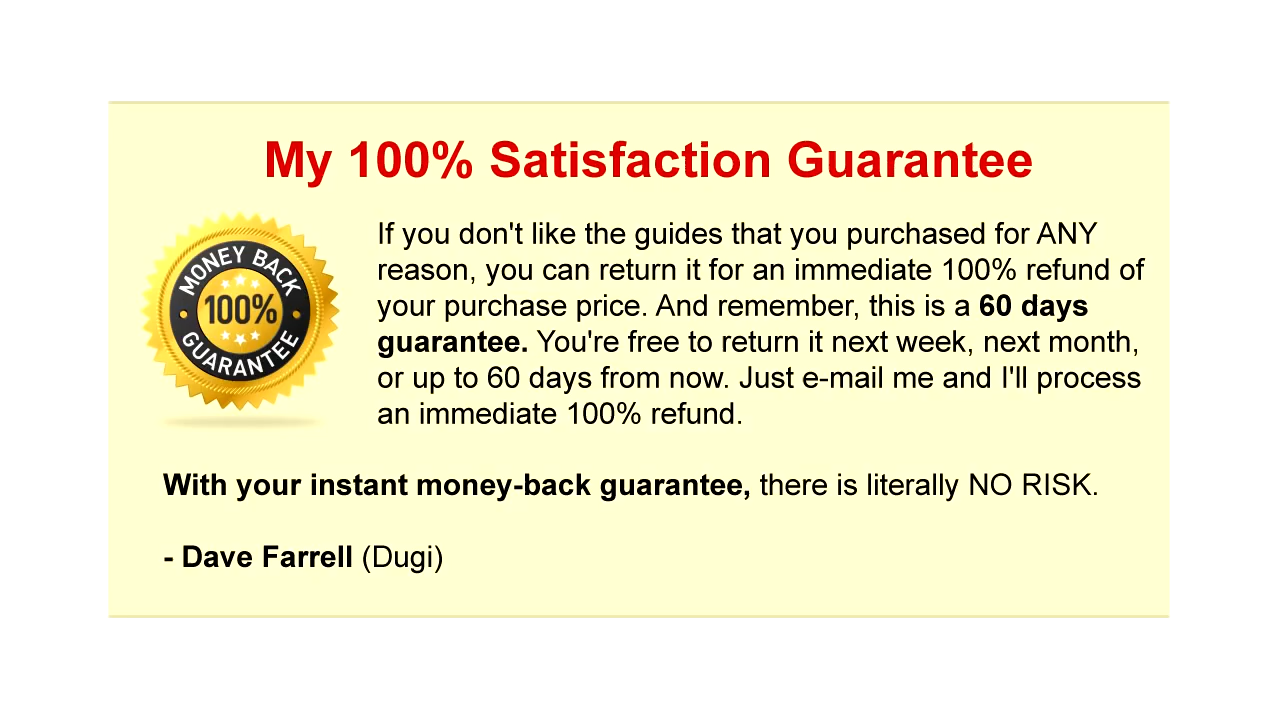 My 100% Satisfaction Guarantee
MONEY BACK
100%
GUARANTEE
If you don't like the guides that you purchased for ANY
reason, you can return it for an immediate 100% refund of
your purchase price. And remember, this is a 60 days
guarantee. You're free to return it next week, next month,
or up to 60 days from now. Just e-mail me and I'll process
an immediate 100% refund.
With your instant money-back guarantee, there is literally NO RISK.
- Dave Farrell (Dugi)